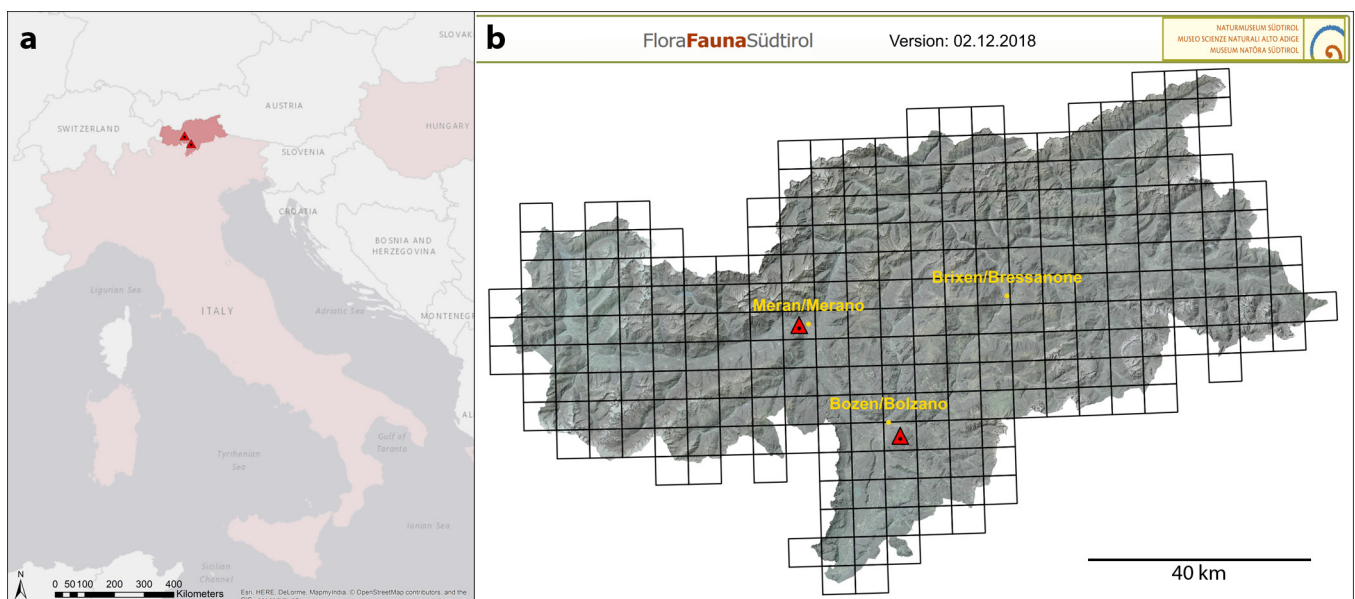 a
SLOVAK
AUSTRIA
SWITZERLAND
HUNGARY
SLOVENIA
CROATIA
BOSNIA AND
HERZEGOVINA
Ligurian Sea
ITALY
Adriatic Sea
MONTENEGR
AL
Gulf of
Taranto
Tyrrhenian
Sea
Ionian Sea
Sicilian
Channel
N
0 50 100 200 300 400
Kilometers
Esri, HERE, DeLorme, MapmyIndia, © OpenStreetMap contributors, and the
b
FloraFaunaSüdtirol
Version: 02.12.2018
NATURMUSEUM SÜDTIROL
MUSEO SCIENZE NATURALI ALTO ADIGE
MUSEUM NATÖRA SÜDTIROL
Brixen/Bressanone
Meran/Merano
Bozen/Bolzano
40 km